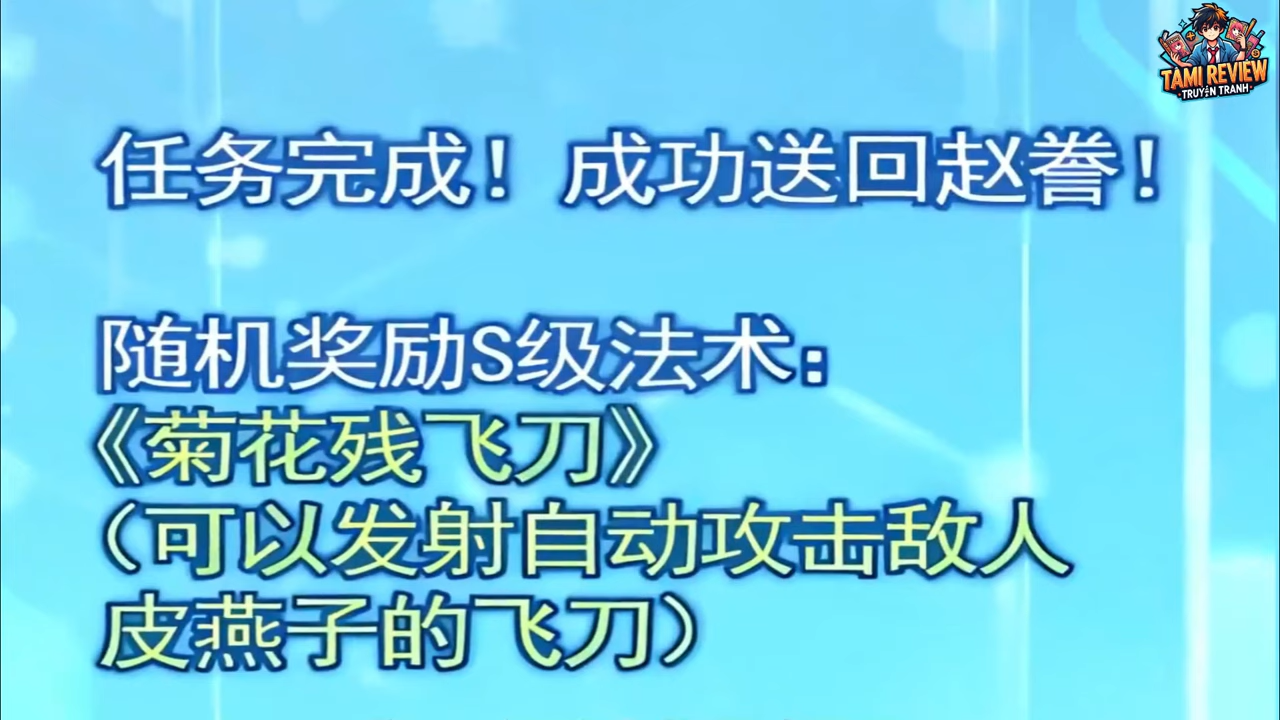 TAMI REVIEW
TRUYỆN TRANH
任务完成！成功送回赵誉！
随机奖励S级法术：
《菊花残飞刀》
（可以发射自动攻击敌人
皮燕子的飞刀）